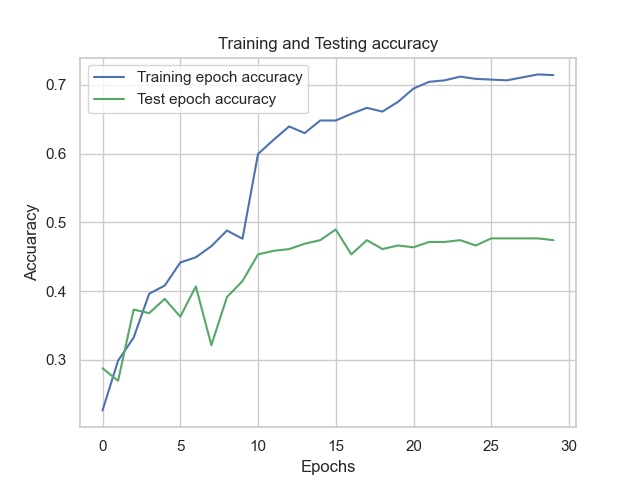 Training and Testing accuracy
Training epoch accuracy
Test epoch accuracy
Accuaracy
0.7
0.6
0.5
0.4
0.3
0 5 10 15 20 25 30
Epochs